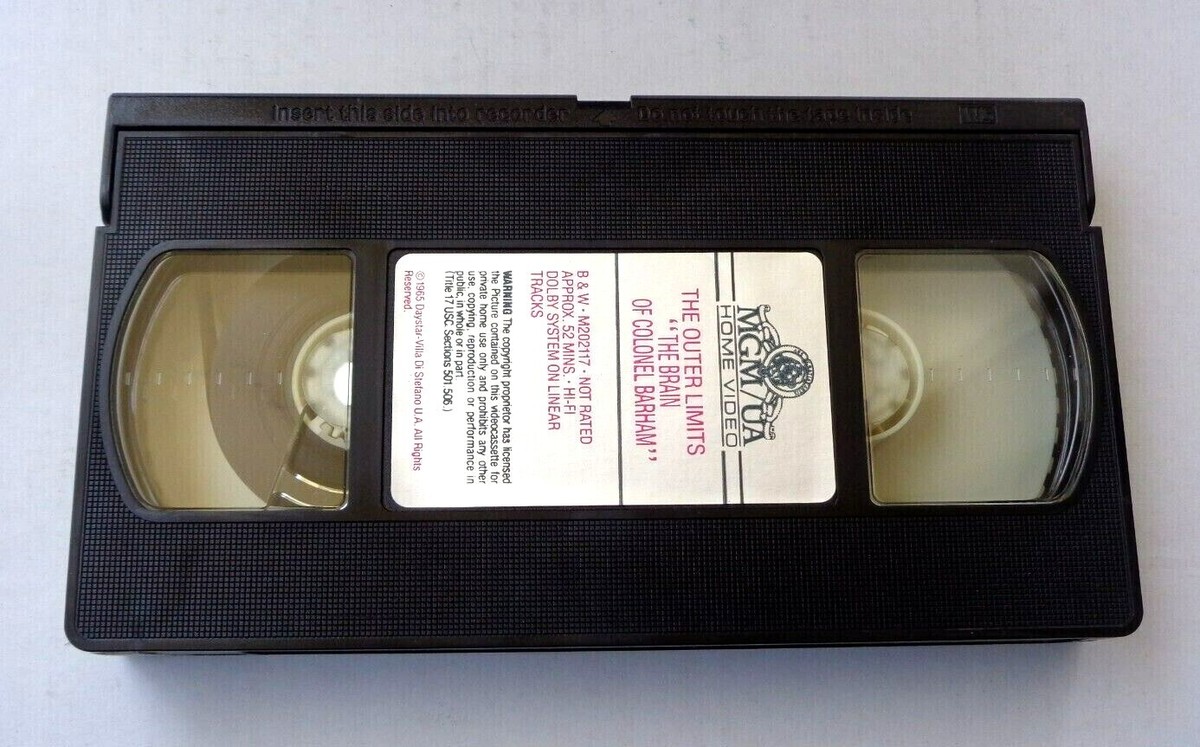 Insert this side into recorder
Do not touch the tape inside
MGM/UA
HOME VIDEO
THE OUTER LIMITS
“THE BRAIN
OF COLONEL BARHAM”
B & W • M202117 • NOT RATED
APPROX. 52 MINS. • HI-FI
DOLBY SYSTEM ON LINEAR
TRACKS
WARNING The copyright proprietor has licensed
the Picture contained on this videocassette for
private home use only and prohibits any other
use, copying, reproduction or performance in
public, in whole or in part.
(Title 17 USC Sections 501 506.)
©1965 Daystar-Villa Di Stefano U.A. All Rights
Reserved.